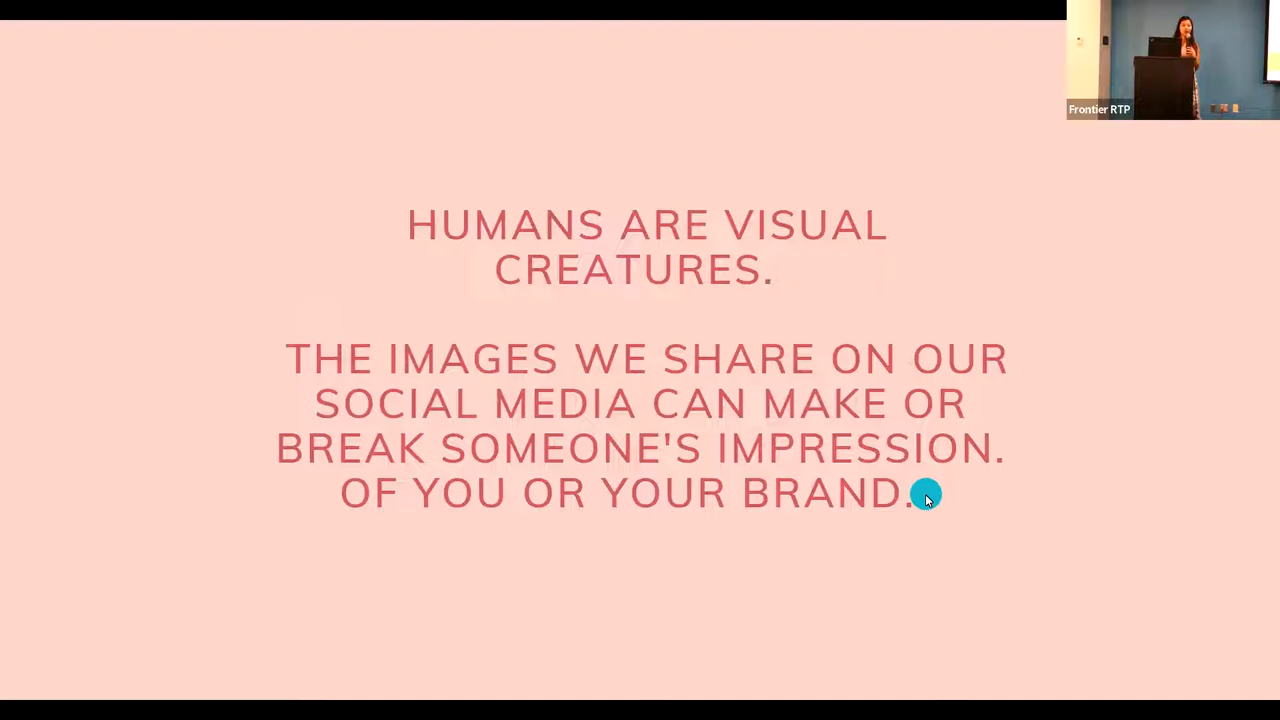 Frontier RTP
HUMANS ARE VISUAL
CREATURES.
THE IMAGES WE SHARE ON OUR
SOCIAL MEDIA CAN MAKE OR
BREAK SOMEONE'S IMPRESSION.
OF YOU OR YOUR BRAND.